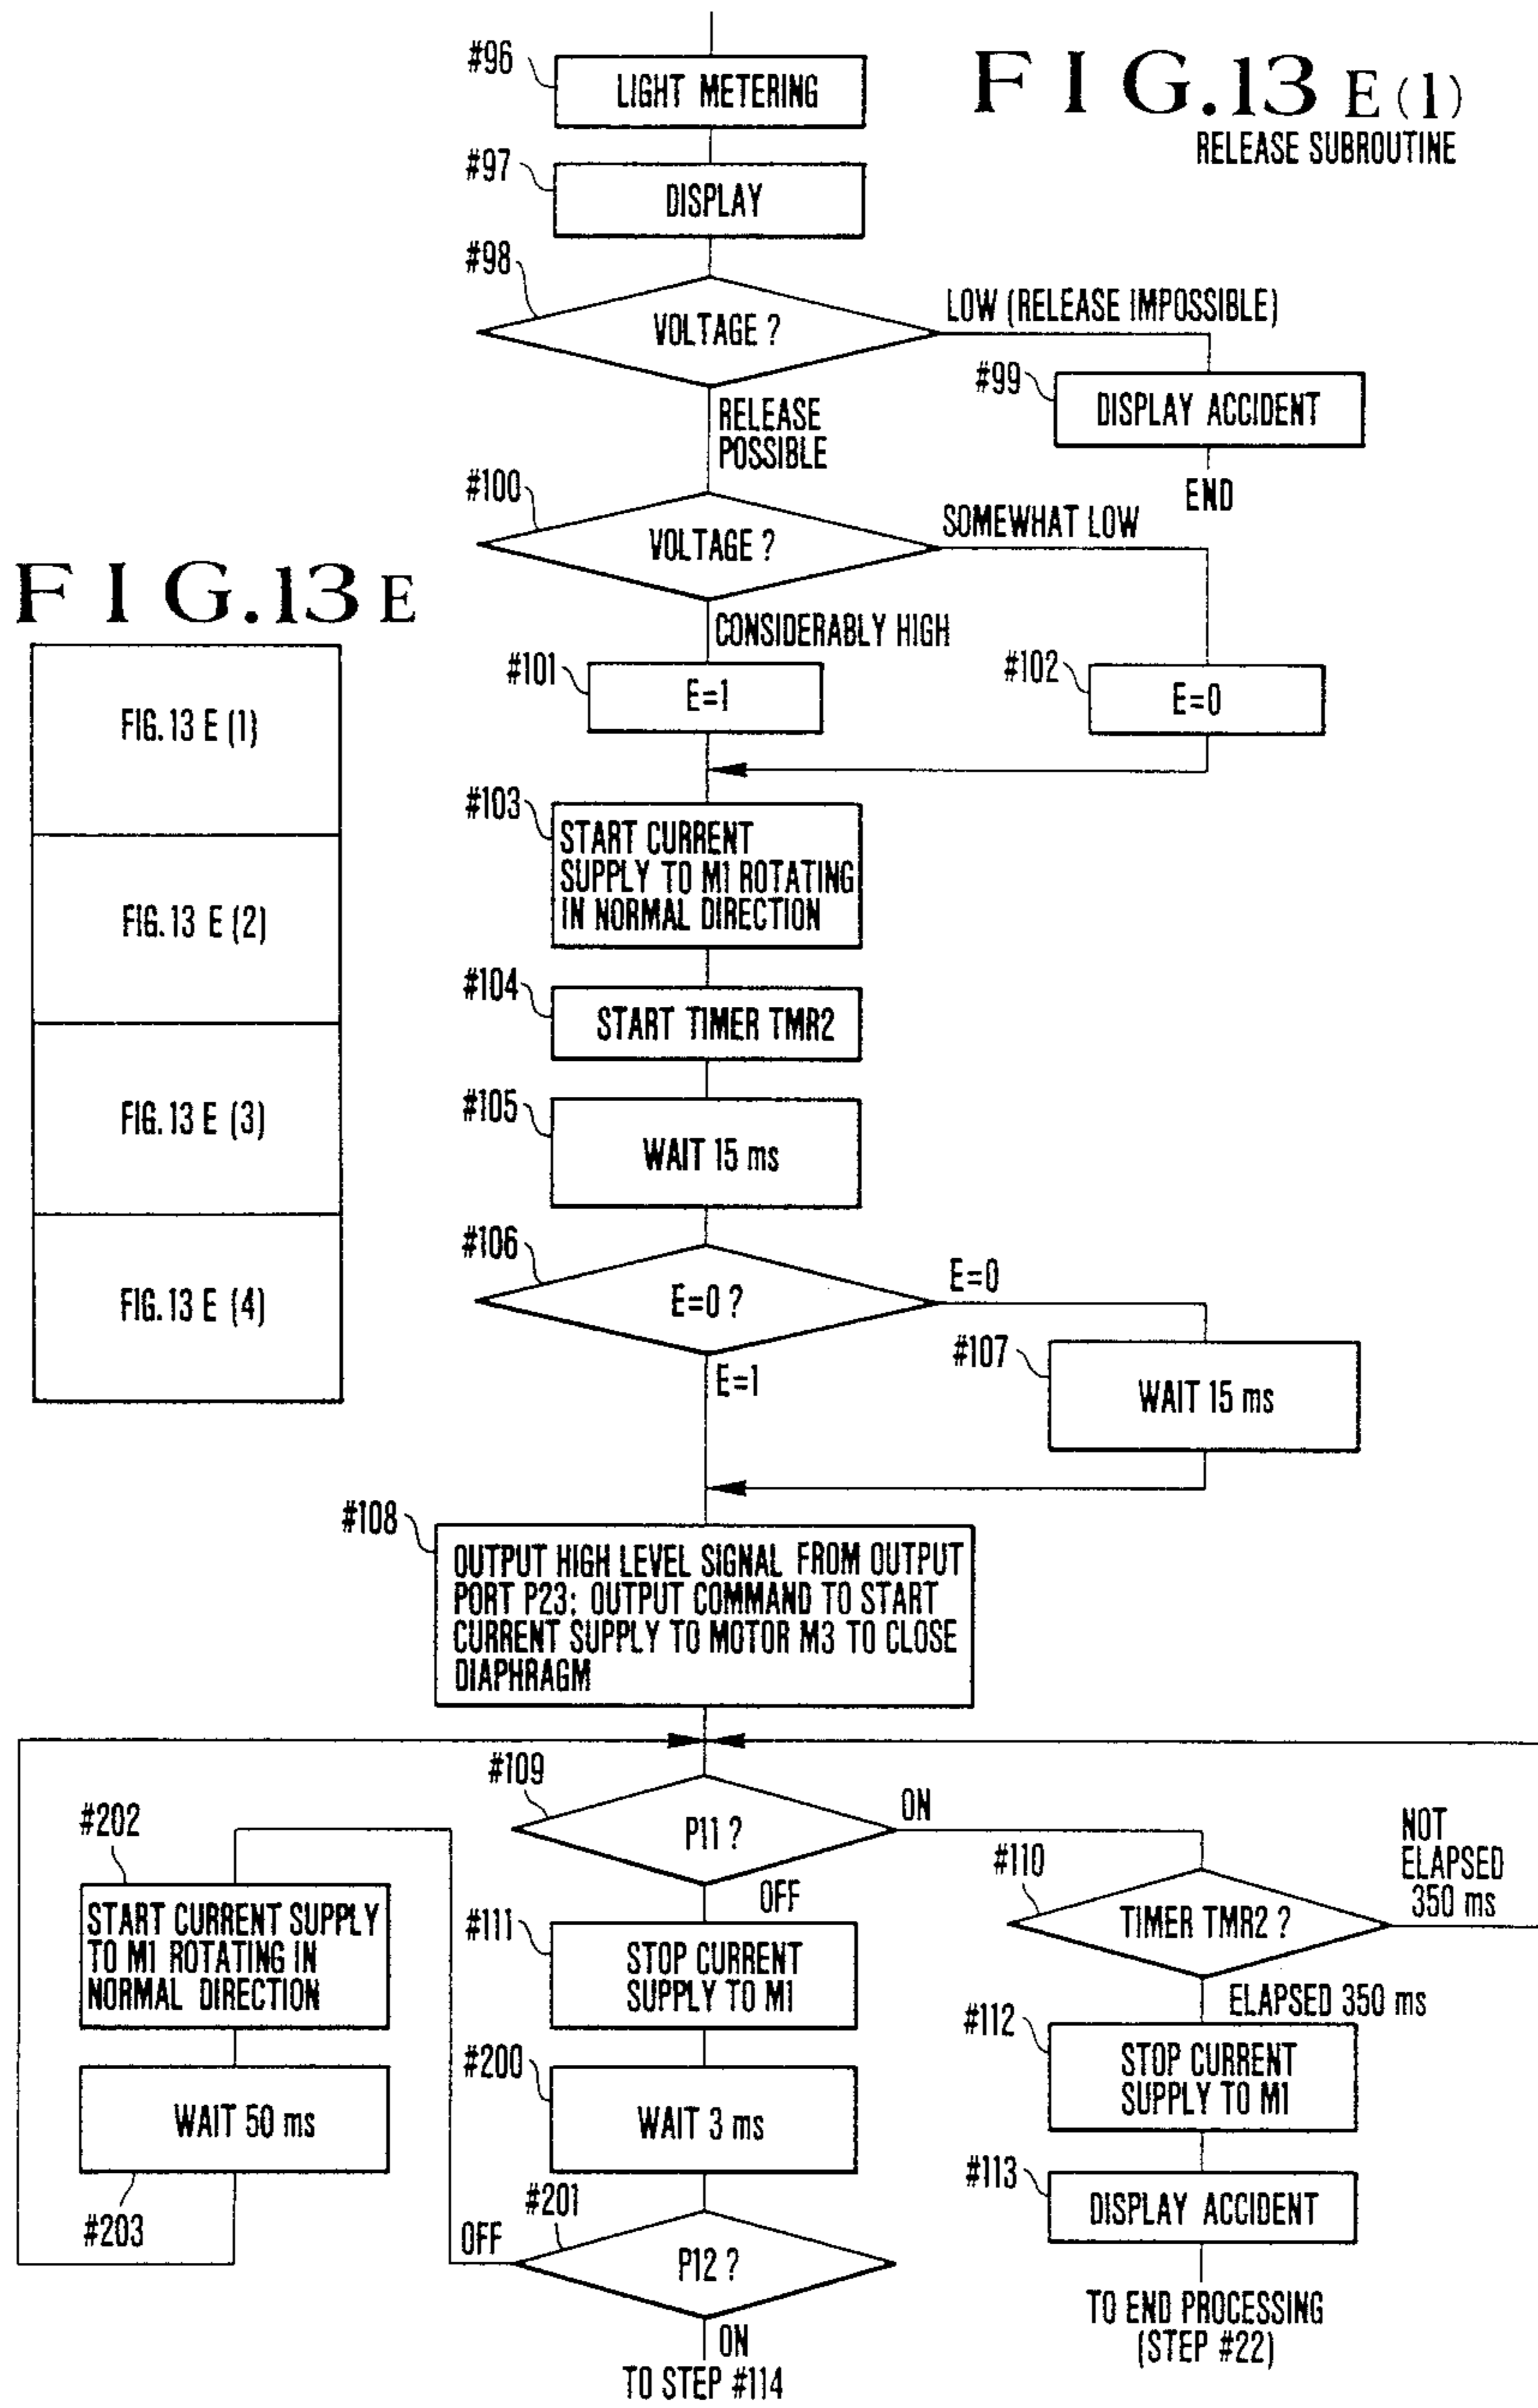 FIG.13E(1)
RELEASE SUBROUTINE
#96
LIGHT METERING
#97
DISPLAY
#98
VOLTAGE ?
LOW (RELEASE IMPOSSIBLE)
#99
DISPLAY ACCIDENT
END
RELEASE
POSSIBLE
#100
VOLTAGE ?
SOMEWHAT LOW
CONSIDERABLY HIGH
#101
E=1
#102
E=0
FIG.13E
FIG. 13 E (1)
FIG. 13 E (2)
FIG. 13 E (3)
FIG. 13 E (4)
#103
START CURRENT
SUPPLY TO M1 ROTATING
IN NORMAL DIRECTION
#104
START TIMER TMR2
#105
WAIT 15 ms
#106
E=0 ?
E=0
#107
WAIT 15 ms
E=1
#108
OUTPUT HIGH LEVEL SIGNAL FROM OUTPUT
PORT P23: OUTPUT COMMAND TO START
CURRENT SUPPLY TO MOTOR M3 TO CLOSE
DIAPHRAGM
#109
P11 ?
ON
OFF
#110
TIMER TMR2 ?
NOT
ELAPSED
350 ms
ELAPSED 350 ms
#111
STOP CURRENT
SUPPLY TO M1
#112
STOP CURRENT
SUPPLY TO M1
#113
DISPLAY ACCIDENT
TO END PROCESSING
(STEP #22)
#200
WAIT 3 ms
#201
P12 ?
OFF
ON
TO STEP #114
#202
START CURRENT SUPPLY
TO M1 ROTATING IN
NORMAL DIRECTION
WAIT 50 ms
#203